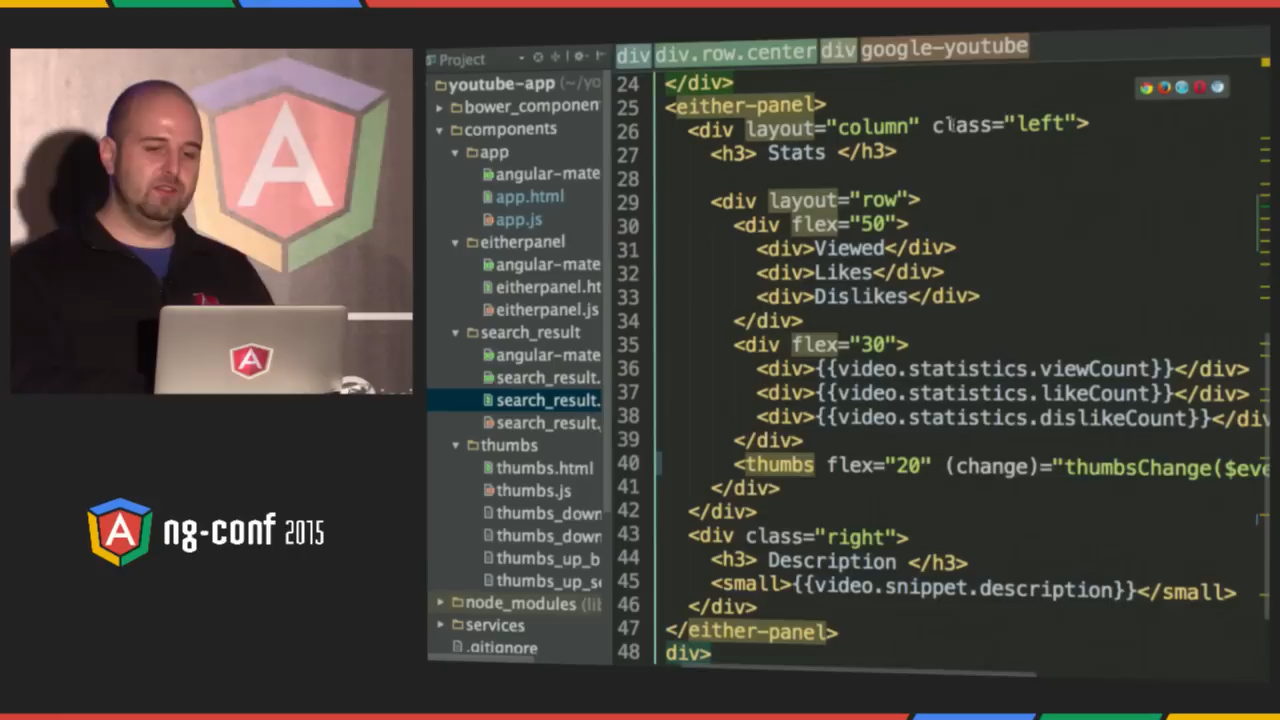 Project
youtube-app (~/yo
bower_componen
components
app
angular-mate
app.html
app.js
eitherpanel
angular-mate
eitherpanel.ht
eitherpanel.js
search_result
angular-mate
search_result.
search_result.
search_result.
thumbs
thumbs.html
thumbs.js
thumbs_down
thumbs_down
thumbs_up_b
thumbs_up_se
node_modules (lib
services
.gitignore
div div.row.center div google-youtube
24 </div>
25 <either-panel>
26 <div layout="column" class="left">
27 <h3> Stats </h3>
28
29 <div layout="row">
30 <div flex="50">
31 <div>Viewed</div>
32 <div>Likes</div>
33 <div>Dislikes</div>
34 </div>
35 <div flex="30">
36 <div>{{video.statistics.viewCount}}</div>
37 <div>{{video.statistics.likeCount}}</div>
38 <div>{{video.statistics.dislikeCount}}</di
39 </div>
40 <thumbs flex="20" (change)="thumbsChange($eve
41 </div>
42 </div>
43 <div class="right">
44 <h3> Description </h3>
45 <small>{{video.snippet.description}}</small>
46 </div>
47 </either-panel>
48 div>
A
A
A ng-conf 2015